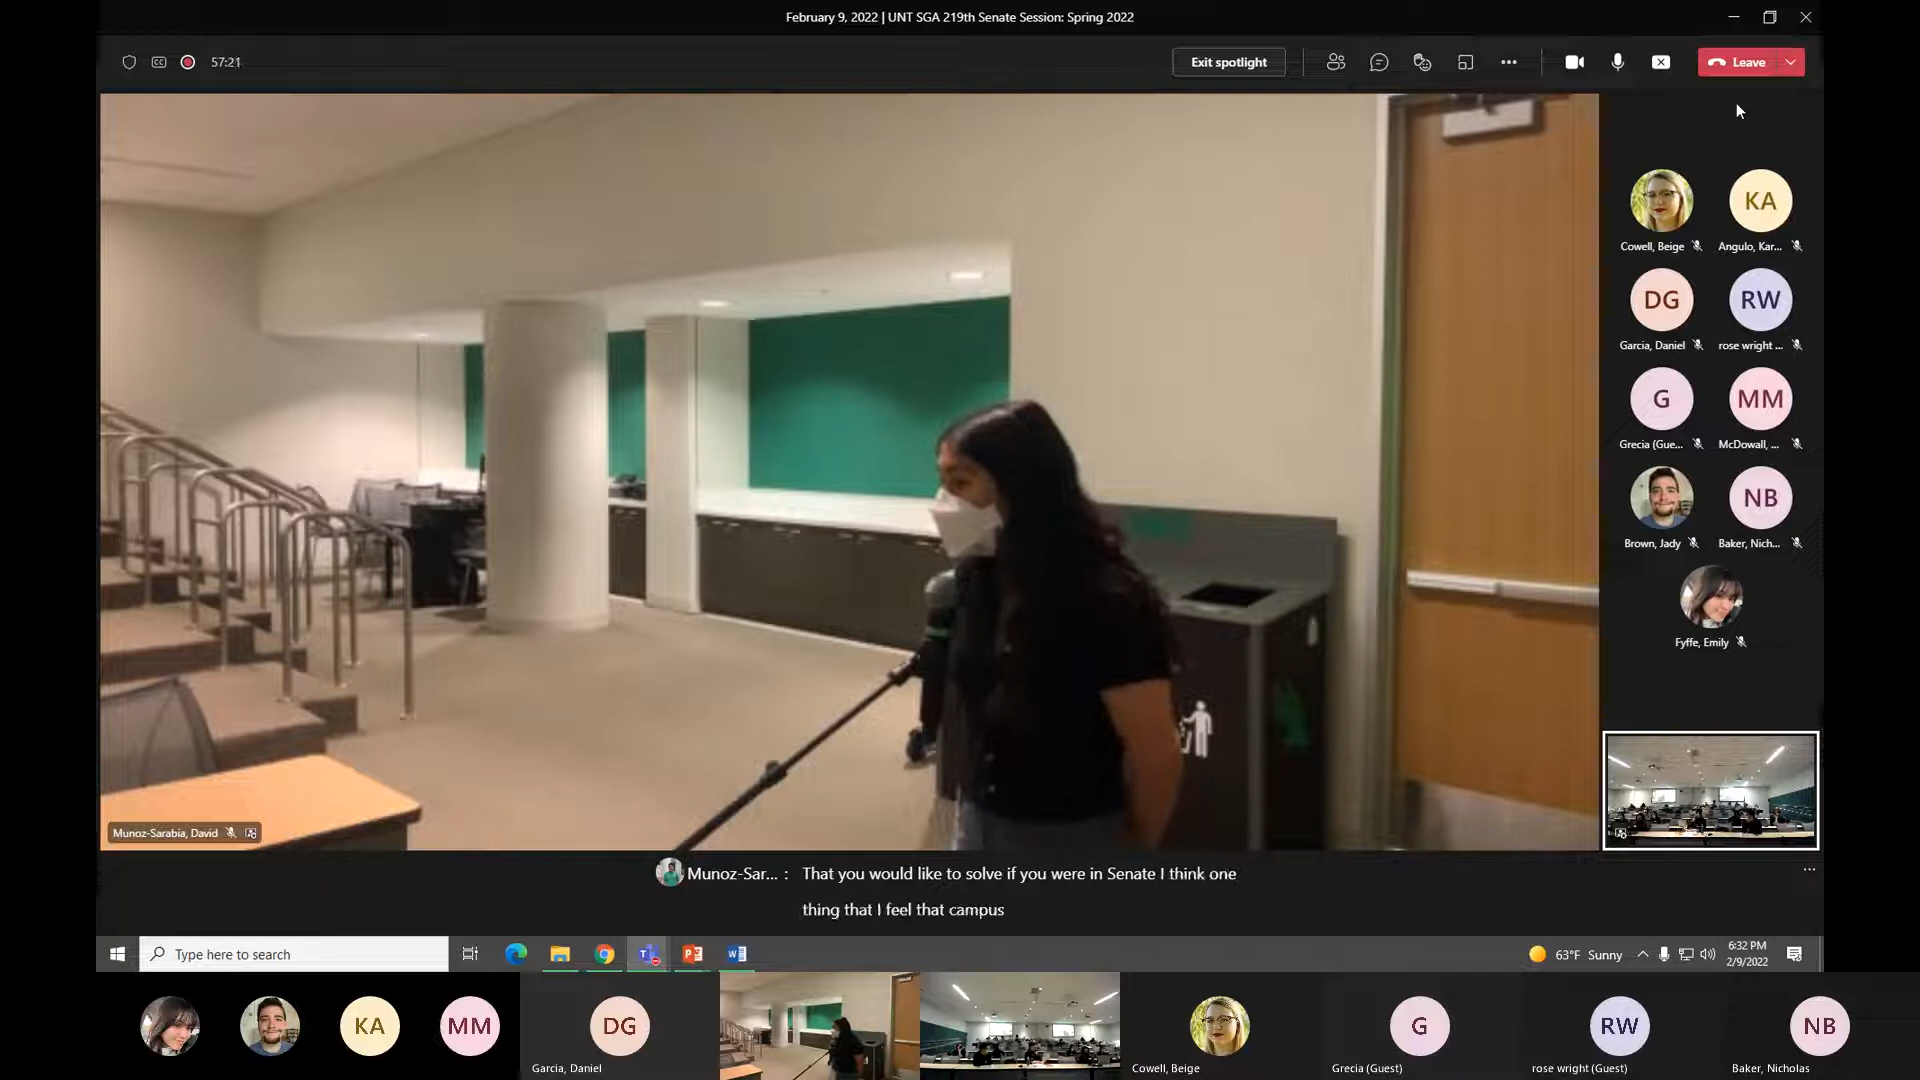 February 9, 2022 | UNT SGA 219th Senate Session: Spring 2022
CC
57:21
Exit spotlight
Leave
KA
Cowell, Beige
Angulo, Kar...
DG
RW
Garcia, Daniel
rose wright ...
G
MM
Grecia (Gue...
McDowall, ...
NB
Brown, Jady
Baker, Nich...
Fyffe, Emily
Munoz-Sarabia, David
Munoz-Sar... : That you would like to solve if you were in Senate I think one
thing that I feel that campus
Type here to search
63°F Sunny
6:32 PM
2/9/2022
KA
MM
DG
G
RW
NB
Garcia, Daniel
Cowell, Beige
Grecia (Guest)
rose wright (Guest)
Baker, Nicholas